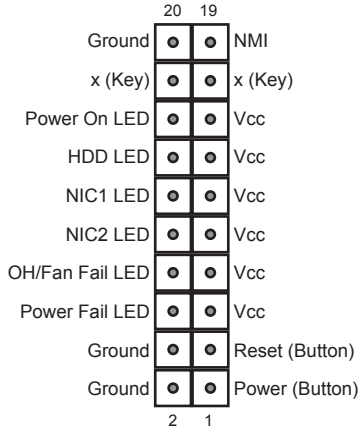 20 19
Ground NMI
x (Key) x (Key)
Power On LED Vcc
HDD LED Vcc
NIC1 LED Vcc
NIC2 LED Vcc
OH/Fan Fail LED Vcc
Power Fail LED Vcc
Ground Reset (Button)
Ground Power (Button)
2 1